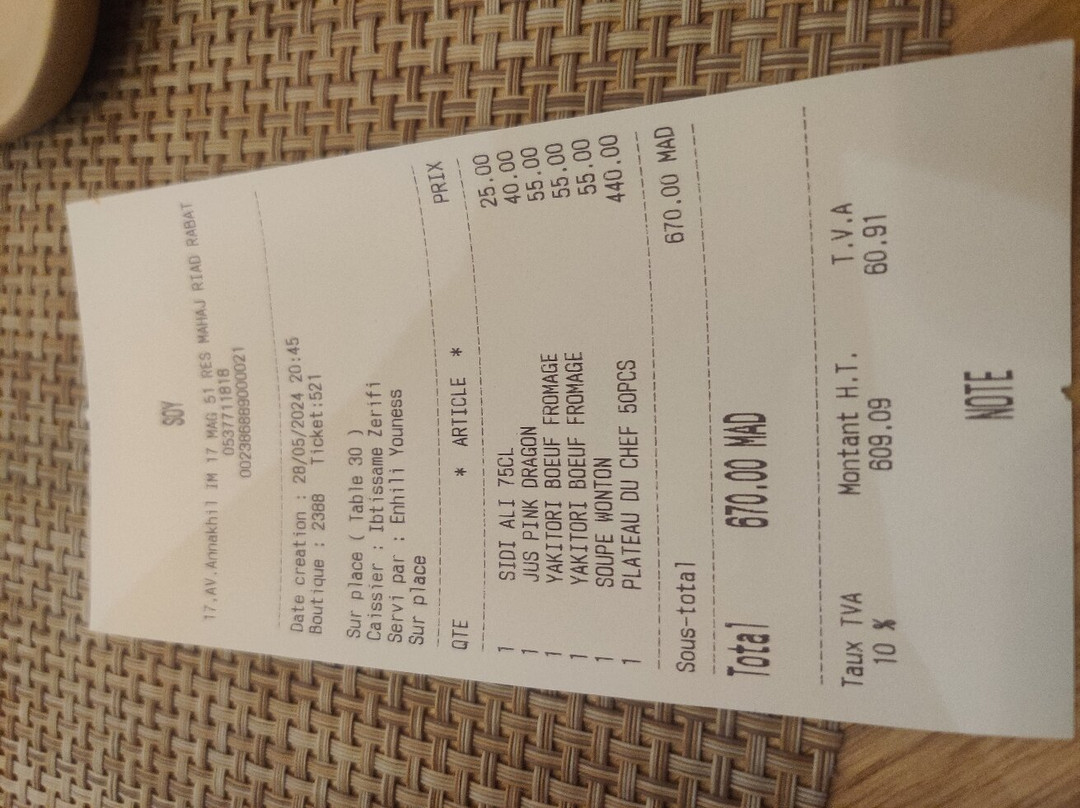 SOY
17,AV.Annakhil IM 17 MAG 51 RES MAHAJ RIAD RABAT
0537711818
002386889000021
Date creation : 28/05/2024 20:45
Boutique : 2388 Ticket:521
Sur place ( Table 30 )
Caissier : Ibtissame Zerifi
Servi par : Enhili Youness
Sur place
QTE * ARTICLE * PRIX
1 SIDI ALI 75CL 25.00
1 JUS PINK DRAGON 40.00
1 YAKITORI BOEUF FROMAGE 55.00
1 YAKITORI BOEUF FROMAGE 55.00
1 SOUPE WONTON 55.00
1 PLATEAU DU CHEF 50PCS 440.00
Sous-total 670.00 MAD
Total 670.00 MAD
Taux TVA Montant H.T. T.V.A
10 % 609.09 60.91
NOTE